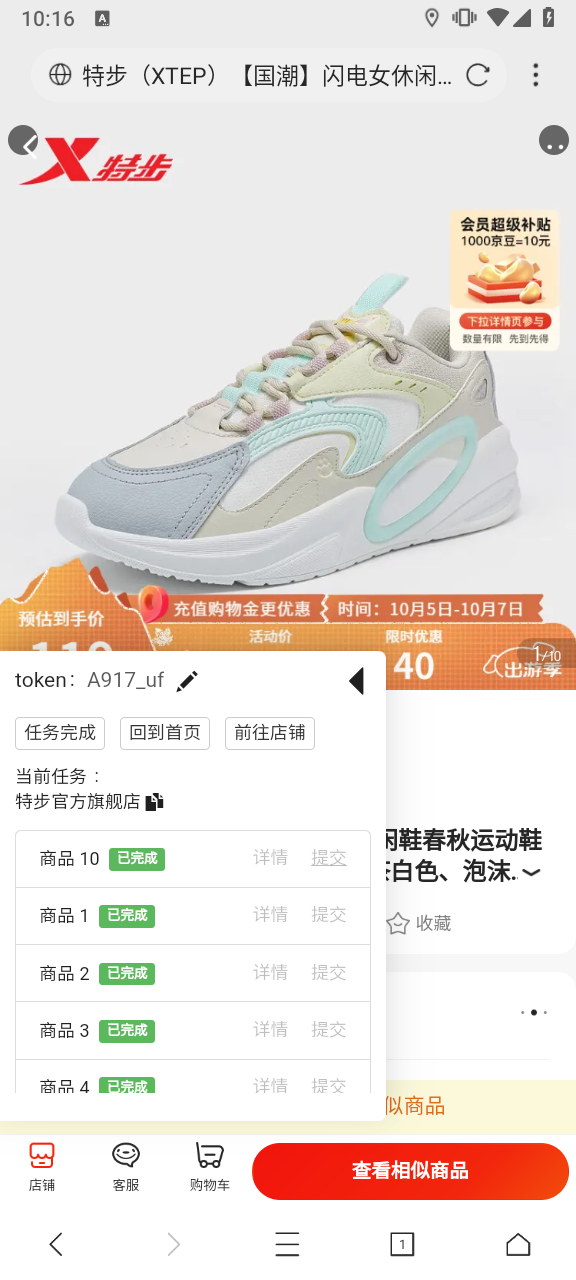 10:16
A
特步（XTEP）【国潮】闪电女休闲...
特步
会员超级补贴
1000京豆=10元
下拉详情页参与
数量有限 先到先得
充值购物金更优惠
时间：10月5日-10月7日
预估到手价
活动价
限时优惠
40
1/10
出游季
token： A917_uf
任务完成
回到首页
前往店铺
当前任务：
特步官方旗舰店
商品 10 已完成 详情 提交
商品 1 已完成 详情 提交
商品 2 已完成 详情 提交
商品 3 已完成 详情 提交
商品 4 已完成 详情 提交
闲鞋春秋运动鞋
白色、泡沫..
收藏
似商品
店铺
客服
购物车
查看相似商品
1